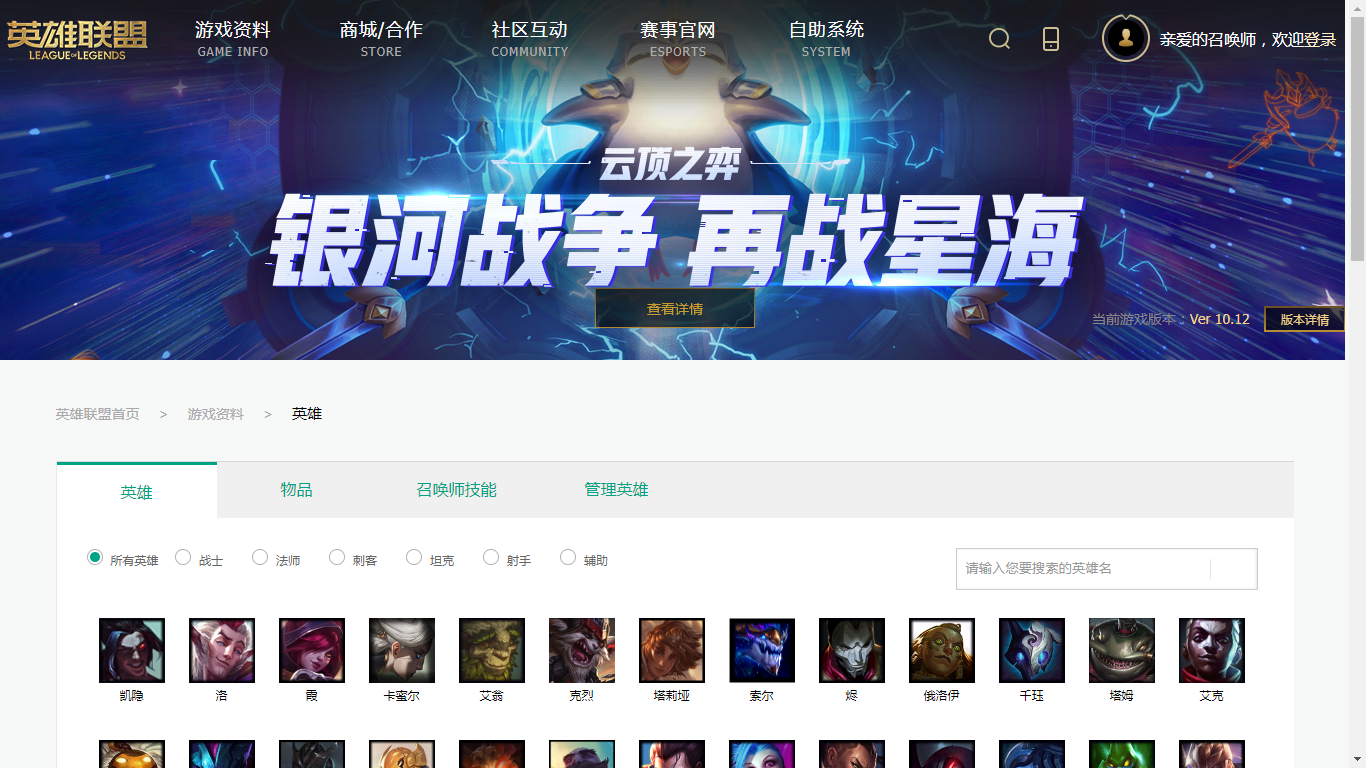 英雄联盟
LEAGUE OF LEGENDS
游戏资料
GAME INFO
商城/合作
STORE
社区互动
COMMUNITY
赛事官网
ESPORTS
自助系统
SYSTEM
亲爱的召唤师，欢迎登录
云顶之弈
银河战争 再战星海
查看详情
当前游戏版本：Ver 10.12
版本详情
英雄联盟首页 > 游戏资料 > 英雄
英雄 物品 召唤师技能 管理英雄
所有英雄 战士 法师 刺客 坦克 射手 辅助
请输入您要搜索的英雄名
凯隐 洛 霞 卡蜜尔 艾翁 克烈 塔莉垭 索尔 烬 俄洛伊 千珏 塔姆 艾克